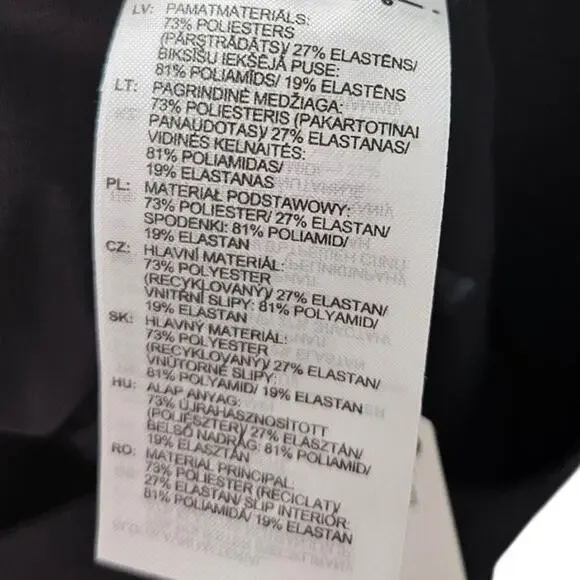 LV: PAMATMATERIĀLS:
73% POLIESTERS
(PĀRSTRĀDĀTS)/ 27% ELASTĒNS/
BIKSĪŠU IEKŠĒJĀ PUSE:
81% POLIAMĪDS/ 19% ELASTĒNS
LT: PAGRINDINĖ MEDŽIAGA:
73% POLIESTERIS (PAKARTOTINAI
PANAUDOTAS)/ 27% ELASTANAS/
VIDINĖS KELNAITĖS:
81% POLIAMIDAS/
19% ELASTANAS
PL: MATERIAŁ PODSTAWOWY:
73% POLIESTER/ 27% ELASTAN/
SPODENKI: 81% POLIAMID/
19% ELASTAN
CZ: HLAVNÍ MATERIÁL:
73% POLYESTER
(RECYKLOVANÝ)/ 27% ELASTAN/
VNITŘNÍ SLIPY: 81% POLYAMID/
19% ELASTAN
SK: HLAVNÝ MATERIÁL:
73% POLYESTER
(RECYKLOVANÝ)/ 27% ELASTAN/
VNÚTORNÉ SLIPY:
81% POLYAMID/ 19% ELASTAN
HU: ALAP ANYAG:
73% ÚJRAHASZNOSÍTOTT
(POLIÉSZTER)/ 27% ELASZTÁN/
BELSŐ NADRÁG: 81% POLIAMID/
19% ELASZTÁN
RO: MATERIAL PRINCIPAL:
73% POLIESTER (RECICLAT)/
27% ELASTAN/ SLIP INTERIOR:
81% POLIAMIDĂ/ 19% ELASTAN